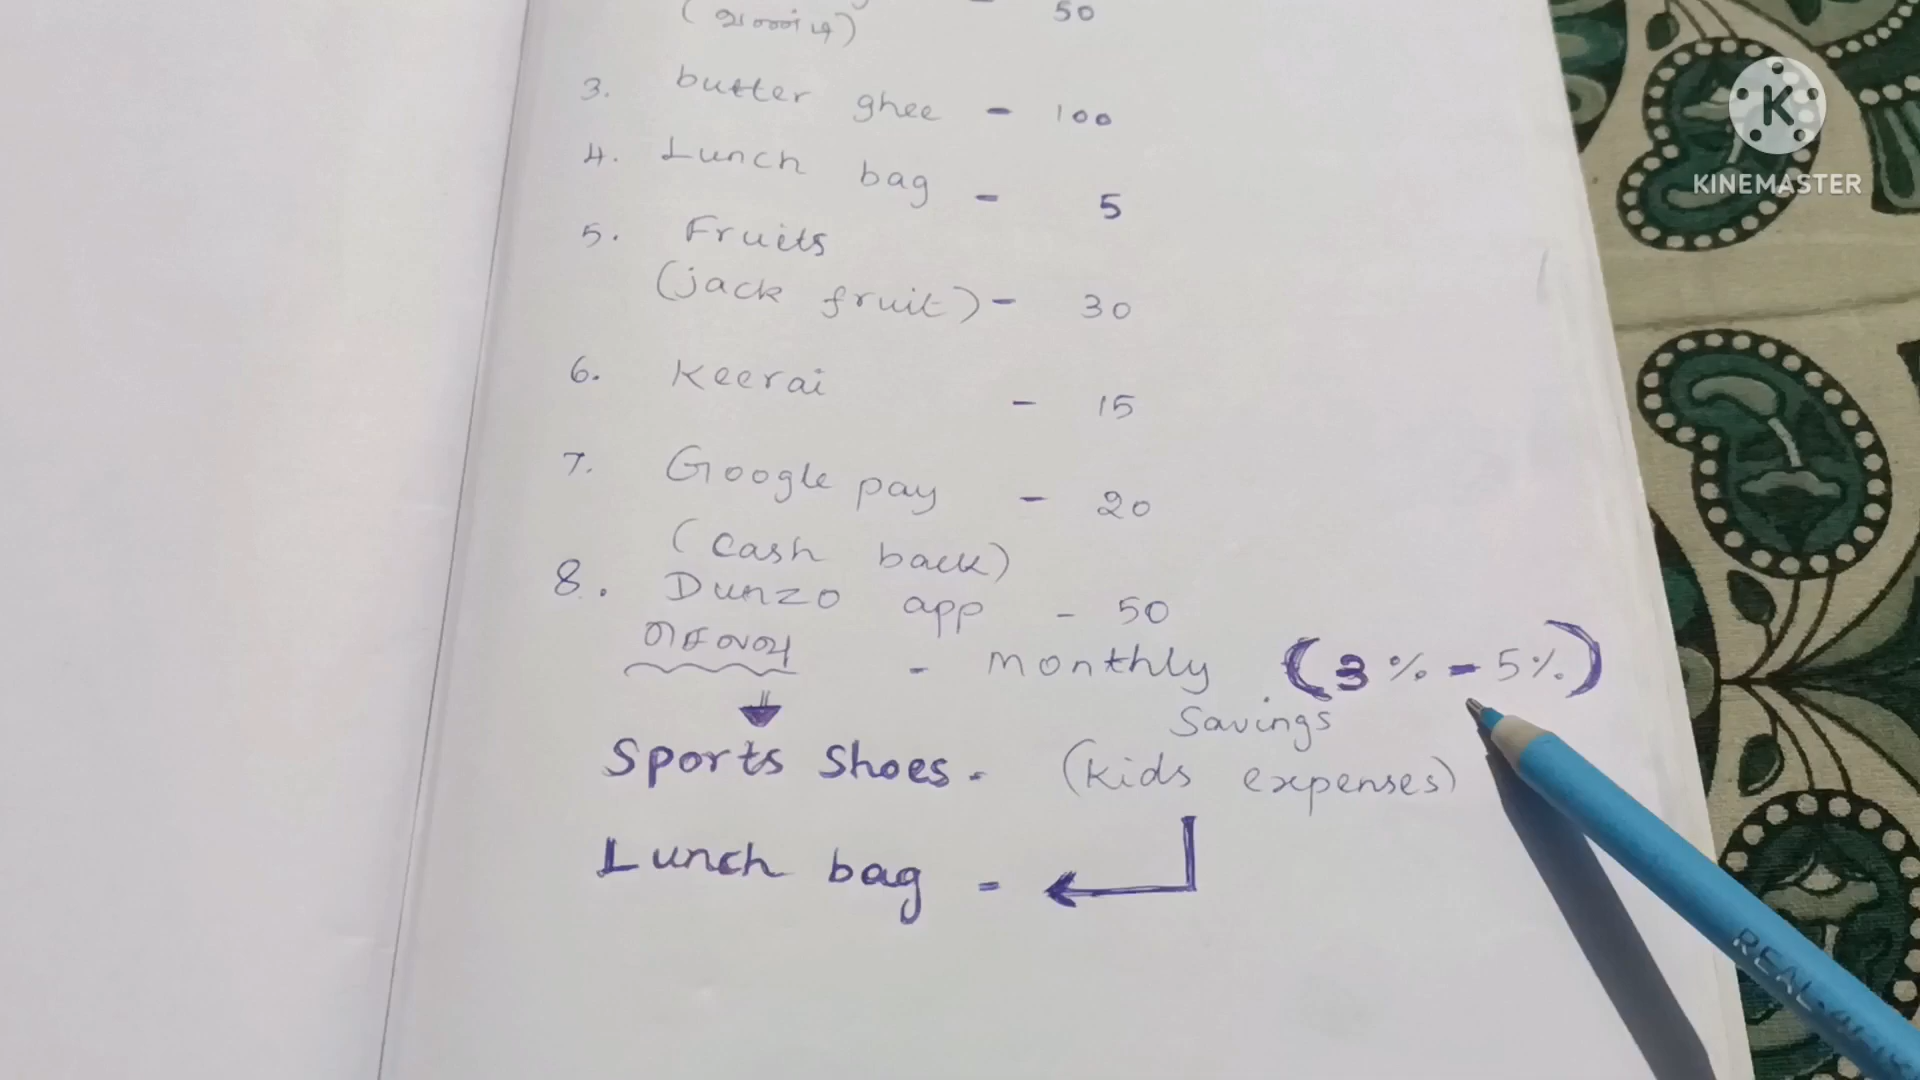 - 50
(வண்டி)
3. butter ghee - 100
4. Lunch bag - 5
5. Fruits
(jack fruit) - 30
6. Keerai - 15
7. Google pay - 20
(cash back)
8. Dunzo app - 50
செலவு - monthly (3% - 5%)
Savings
Sports Shoes - (Kids expenses)
Lunch bag -
KINEMASTER